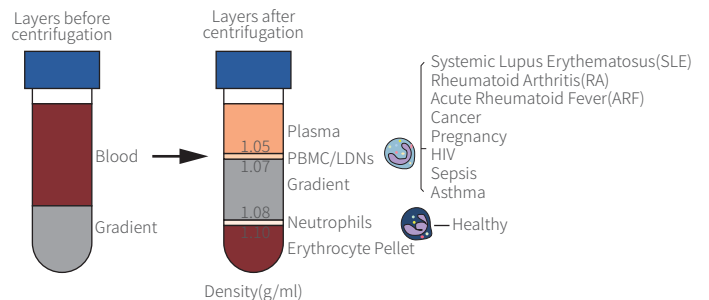 Layers before
centrifugation
Layers after
centrifugation
Blood
Gradient
Plasma
1.05
PBMC/LDNs
1.07
Gradient
1.08
Neutrophils
1.10
Erythrocyte Pellet
Density(g/ml)
Systemic Lupus Erythematosus(SLE)
Rheumatoid Arthritis(RA)
Acute Rheumatoid Fever(ARF)
Cancer
Pregnancy
HIV
Sepsis
Asthma
Healthy